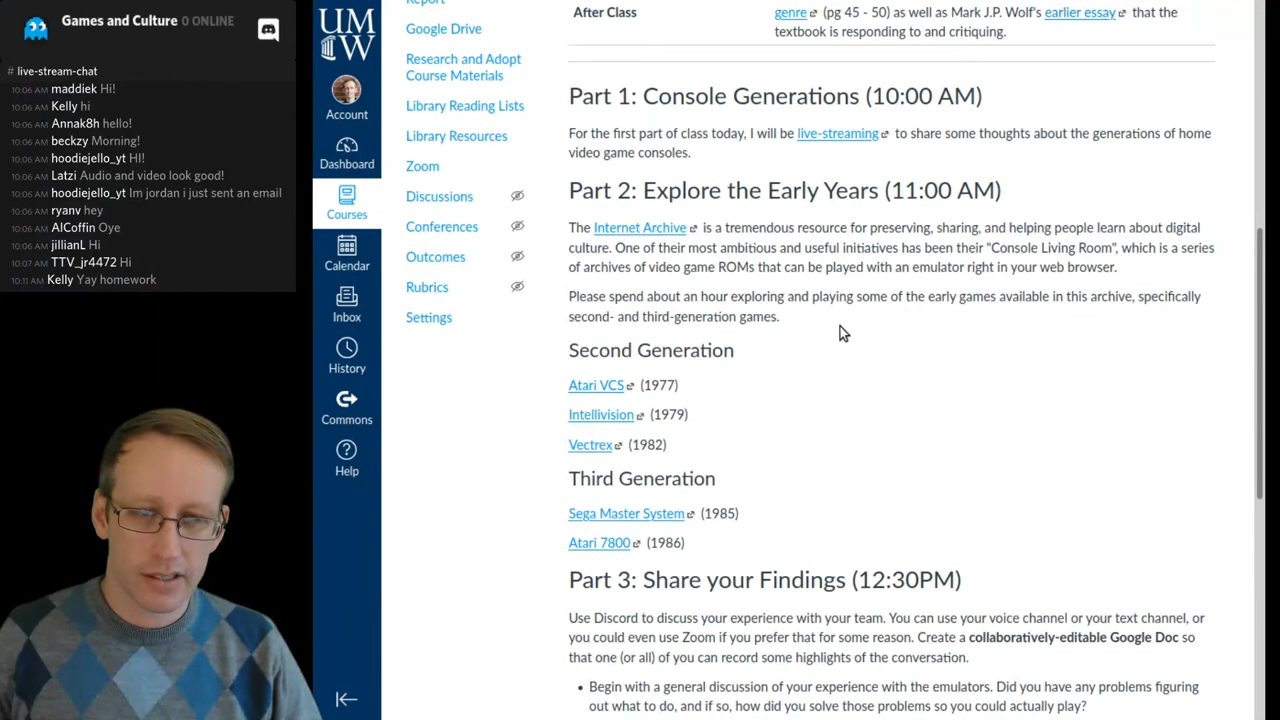 Games and Culture 0 ONLINE
# live-stream-chat
10:06 AM maddiek Hi!
10:06 AM Kelly hi
10:06 AM Annak8h hello!
10:06 AM beckzy Morning!
10:06 AM hoodiejello_yt HI!
10:06 AM Latzi Audio and video look good!
10:06 AM hoodiejello_yt Im jordan i just sent an email
10:06 AM ryanv hey
10:06 AM AlCoffin Oye
10:06 AM jillianL Hi
10:07 AM TTV_jr4472 Hi
10:11 AM Kelly Yay homework
UM
W
Account
Dashboard
Courses
Calendar
Inbox
History
Commons
Help
Report
Google Drive
Research and Adopt
Course Materials
Library Reading Lists
Library Resources
Zoom
Discussions
Conferences
Outcomes
Rubrics
Settings
After Class
genre (pg 45 - 50) as well as Mark J.P. Wolf's earlier essay that the
textbook is responding to and critiquing.
Part 1: Console Generations (10:00 AM)
For the first part of class today, I will be live-streaming to share some thoughts about the generations of home
video game consoles.
Part 2: Explore the Early Years (11:00 AM)
The Internet Archive is a tremendous resource for preserving, sharing, and helping people learn about digital
culture. One of their most ambitious and useful initiatives has been their "Console Living Room", which is a series
of archives of video game ROMs that can be played with an emulator right in your web browser.
Please spend about an hour exploring and playing some of the early games available in this archive, specifically
second- and third-generation games.
Second Generation
Atari VCS (1977)
Intellivision (1979)
Vectrex (1982)
Third Generation
Sega Master System (1985)
Atari 7800 (1986)
Part 3: Share your Findings (12:30PM)
Use Discord to discuss your experience with your team. You can use your voice channel or your text channel, or
you could even use Zoom if you prefer that for some reason. Create a collaboratively-editable Google Doc so
that one (or all) of you can record some highlights of the conversation.
• Begin with a general discussion of your experience with the emulators. Did you have any problems figuring
out what to do, and if so, how did you solve those problems so you could actually play?